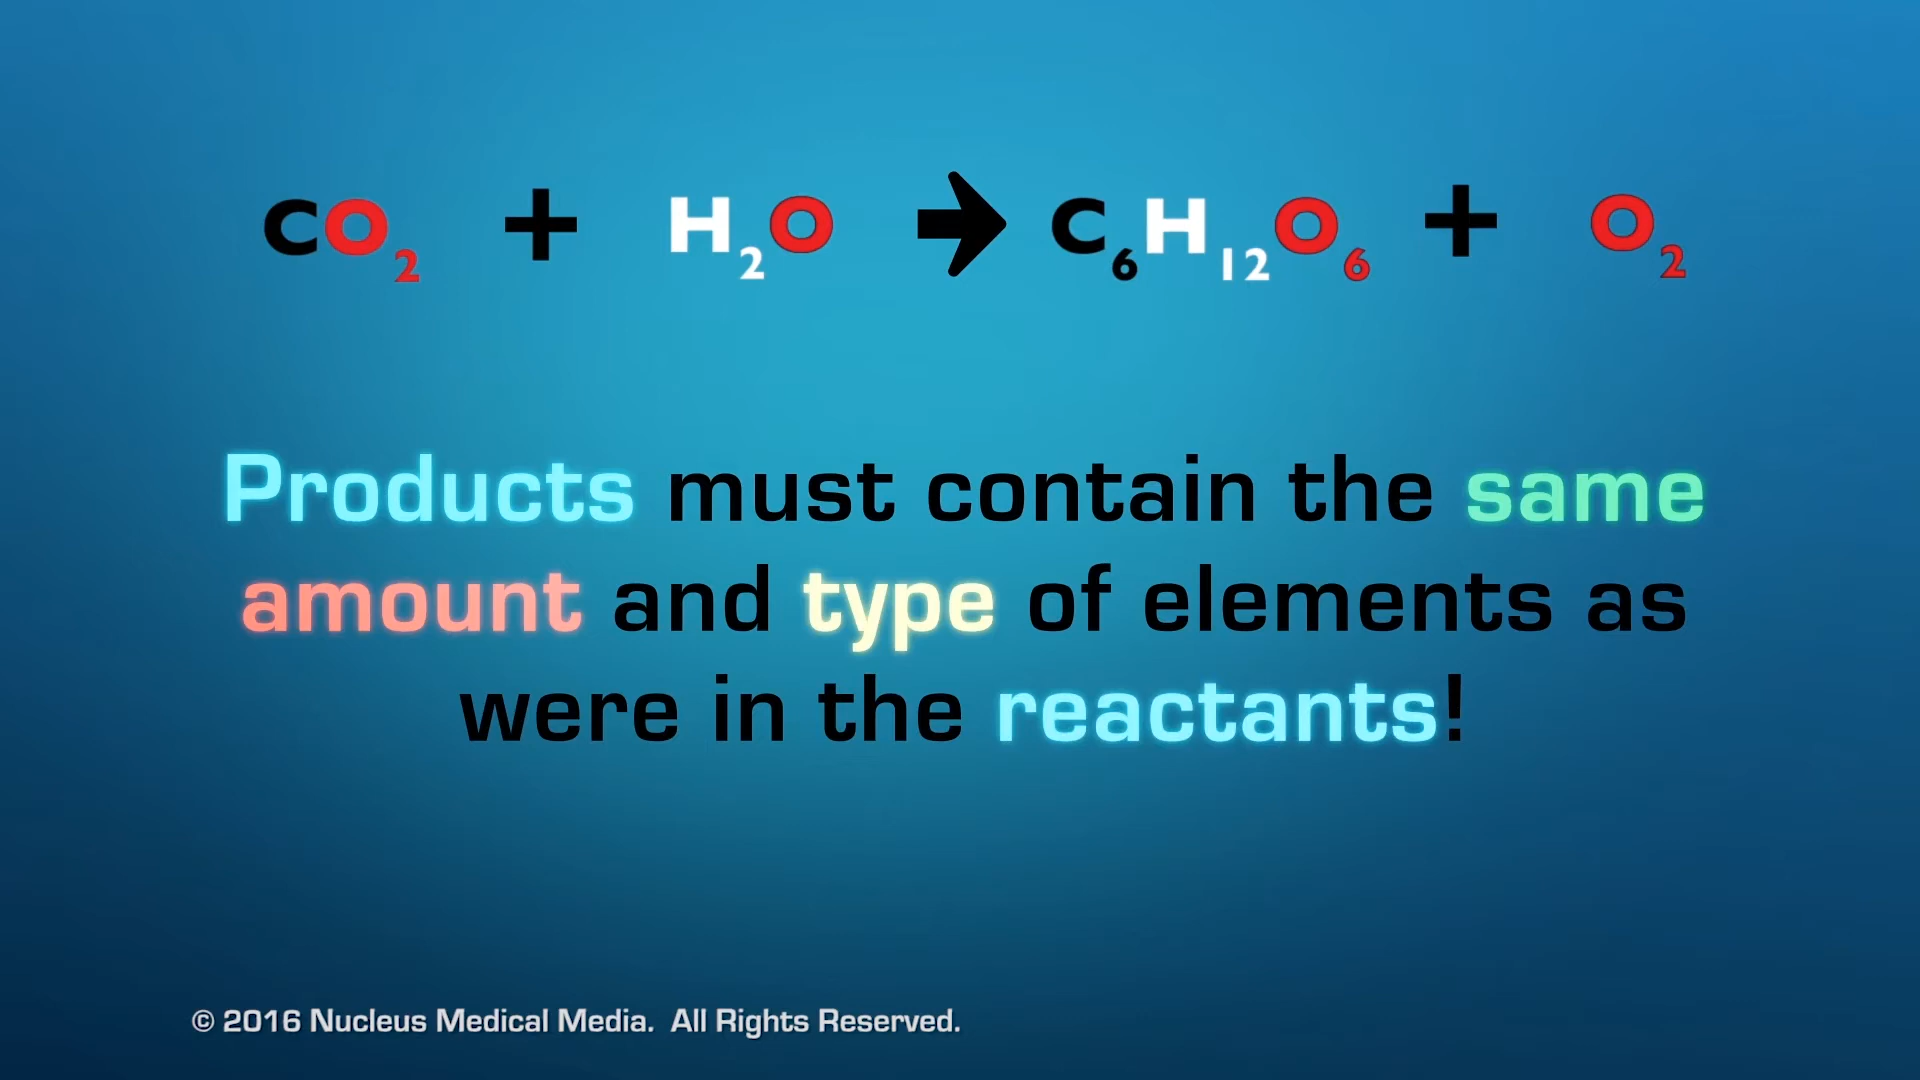 CO₂ + H₂O → C₆H₁₂O₆ + O₂
Products must contain the same
amount and type of elements as
were in the reactants!
© 2016 Nucleus Medical Media. All Rights Reserved.